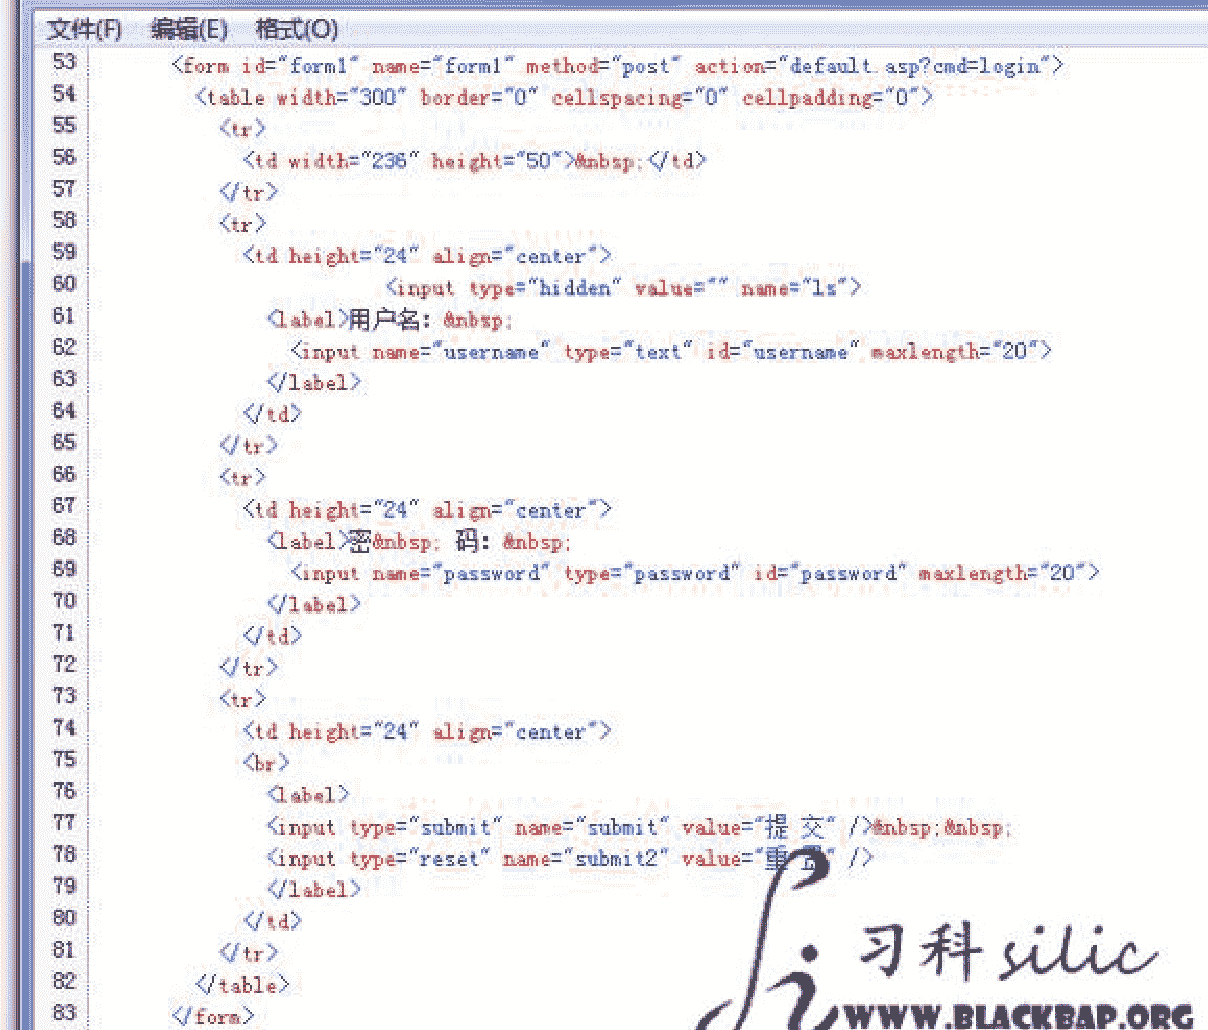 文件(F) 编辑(E) 格式(O)
53 <form id="form1" name="form1" method="post" action="default.asp?cmd=login">
54 <table width="300" border="0" cellspacing="0" cellpadding="0">
55 <tr>
56 <td width="236" height="50">&nbsp;</td>
57 </tr>
58 <tr>
59 <td height="24" align="center">
60 <input type="hidden" value="" name="ls">
61 <label>用户名：&nbsp;
62 <input name="username" type="text" id="username" maxlength="20">
63 </label>
64 </td>
65 </tr>
66 <tr>
67 <td height="24" align="center">
68 <label>密&nbsp; 码：&nbsp;
69 <input name="password" type="password" id="password" maxlength="20">
70 </label>
71 </td>
72 </tr>
73 <tr>
74 <td height="24" align="center">
75 <br>
76 <label>
77 <input type="submit" name="submit" value="提 交" />&nbsp;&nbsp;
78 <input type="reset" name="submit2" value="重 置" />
79 </label>
80 </td>
81 </tr>
82 </table>
83 </form>
习科 silic
WWW.BLACKBAP.ORG